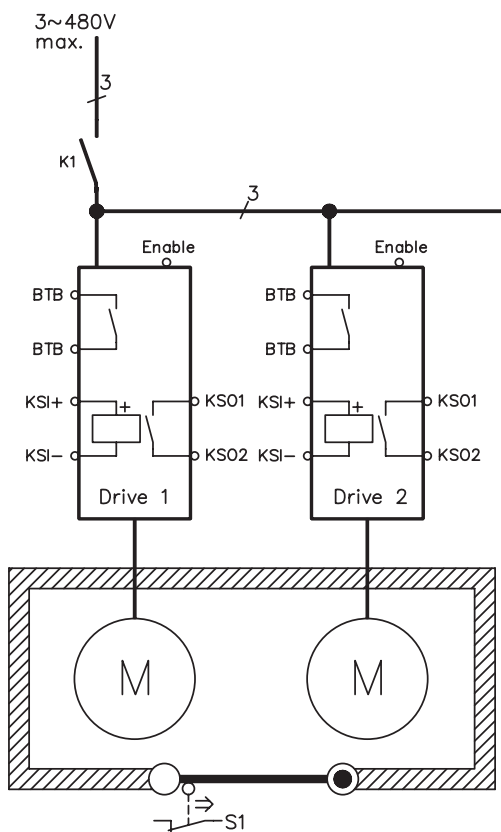 3~480V
max.
3
K1
3
Enable
Enable
BTB
BTB
BTB
BTB
KSI+
+
KSO1
KSI+
+
KSO1
KSI−
KSO2
KSI−
KSO2
Drive 1
Drive 2
M
M
S1